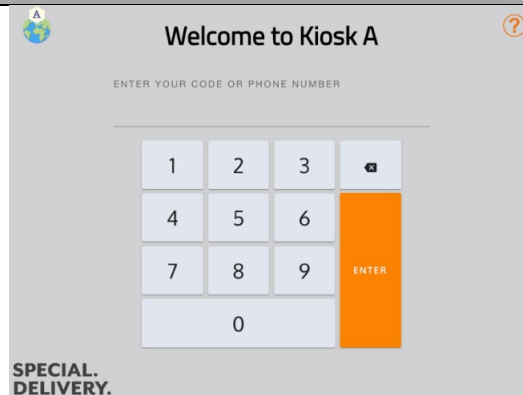 A
Welcome to Kiosk A
?
ENTER YOUR CODE OR PHONE NUMBER
1 2 3
4 5 6
7 8 9 ENTER
0
SPECIAL.
DELIVERY.